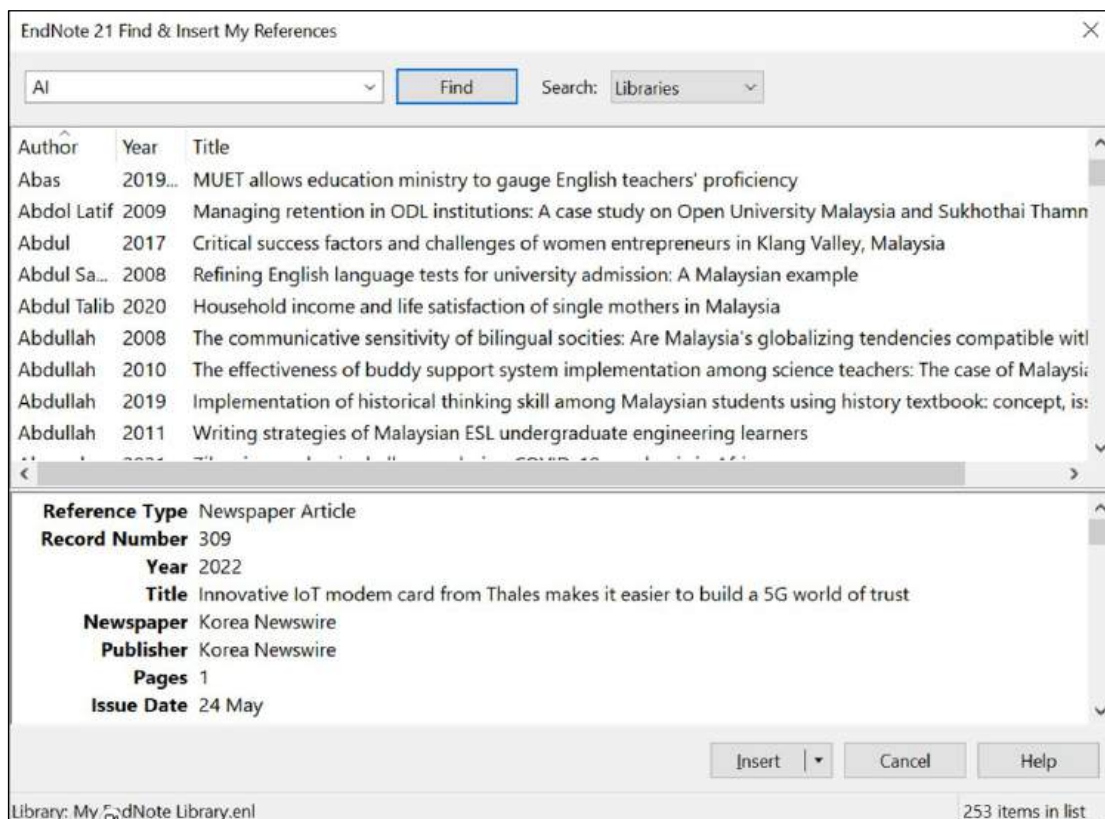 EndNote 21 Find & Insert My References
AI Find Search: Libraries
Author Year Title
Abas 2019... MUET allows education ministry to gauge English teachers' proficiency
Abdol Latif 2009 Managing retention in ODL institutions: A case study on Open University Malaysia and Sukhothai Thamm
Abdul 2017 Critical success factors and challenges of women entrepreneurs in Klang Valley, Malaysia
Abdul Sa... 2008 Refining English language tests for university admission: A Malaysian example
Abdul Talib 2020 Household income and life satisfaction of single mothers in Malaysia
Abdullah 2008 The communicative sensitivity of bilingual socities: Are Malaysia's globalizing tendencies compatible with
Abdullah 2010 The effectiveness of buddy support system implementation among science teachers: The case of Malaysia
Abdullah 2019 Implementation of historical thinking skill among Malaysian students using history textbook: concept, is
Abdullah 2011 Writing strategies of Malaysian ESL undergraduate engineering learners
Reference Type Newspaper Article
Record Number 309
Year 2022
Title Innovative IoT modem card from Thales makes it easier to build a 5G world of trust
Newspaper Korea Newswire
Publisher Korea Newswire
Pages 1
Issue Date 24 May
Insert Cancel Help
Library: My EndNote Library.enl 253 items in list